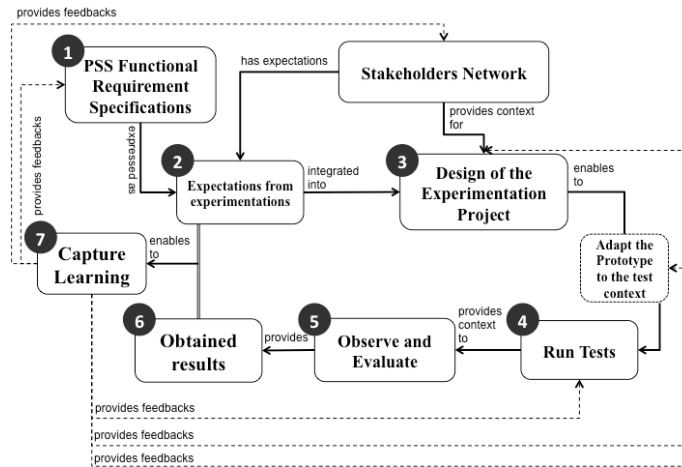 provides feedbacks
1
PSS Functional
Requirement
Specifications
has expectations
Stakeholders Network
provides context
for
provides feedbacks
expressed as
2
Expectations from
experimentations
integrated
into
3
Design of the
Experimentation
Project
enables
to
7
Capture
Learning
enables
to
Adapt the
Prototype
to the test
context
6
Obtained
results
provides
5
Observe and
Evaluate
provides
context
to
4
Run Tests
provides feedbacks
provides feedbacks
provides feedbacks